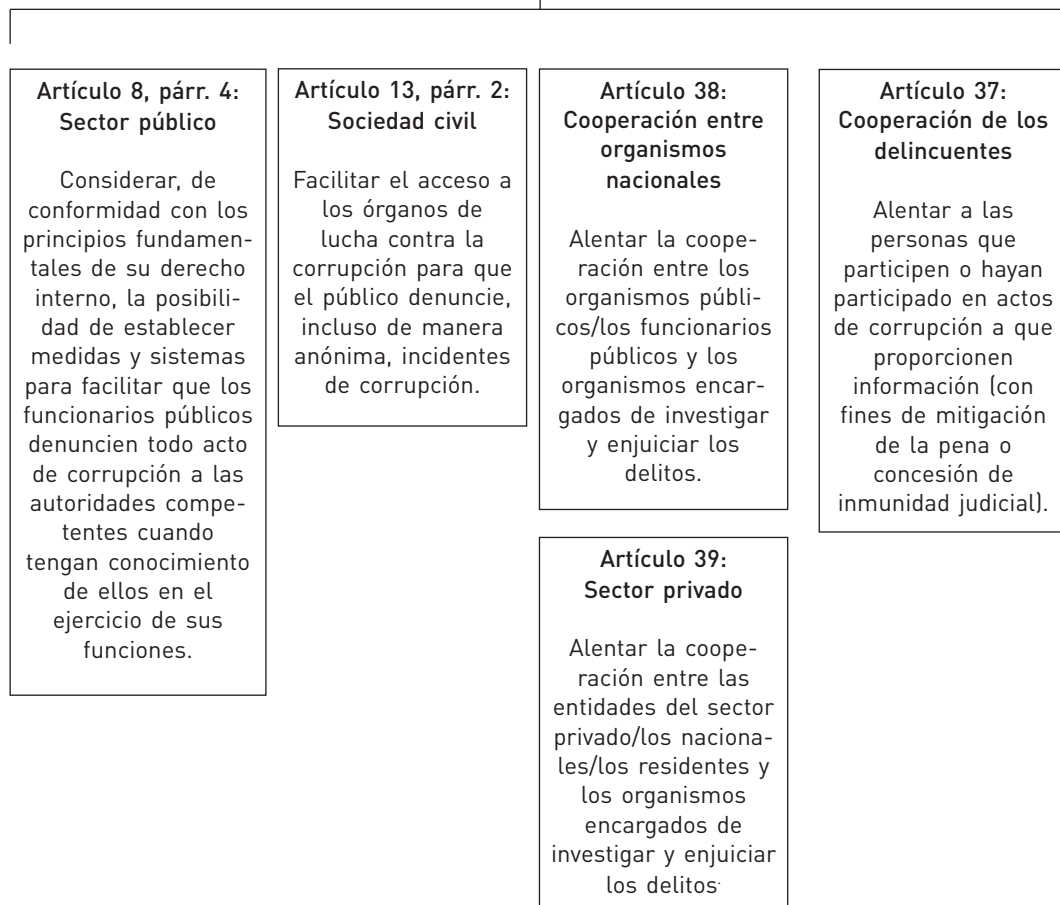 Artículo 8, párr. 4:
Sector público
Considerar, de
conformidad con los
principios fundamen-
tales de su derecho
interno, la posibili-
dad de establecer
medidas y sistemas
para facilitar que los
funcionarios públicos
denuncien todo acto
de corrupción a las
autoridades compe-
tentes cuando
tengan conocimiento
de ellos en el
ejercicio de sus
funciones.
Artículo 13, párr. 2:
Sociedad civil
Facilitar el acceso a
los órganos de
lucha contra la
corrupción para que
el público denuncie,
incluso de manera
anónima, incidentes
de corrupción.
Artículo 38:
Cooperación entre
organismos
nacionales
Alentar la coope-
ración entre los
organismos públi-
cos/los funcionarios
públicos y los
organismos encar-
gados de investigar
y enjuiciar los
delitos.
Artículo 39:
Sector privado
Alentar la coope-
ración entre las
entidades del sector
privado/los naciona-
les/los residentes y
los organismos
encargados de
investigar y enjuiciar
los delitos.
Artículo 37:
Cooperación de los
delincuentes
Alentar a las
personas que
participen o hayan
participado en actos
de corrupción a que
proporcionen
información (con
fines de mitigación
de la pena o
concesión de
inmunidad judicial).